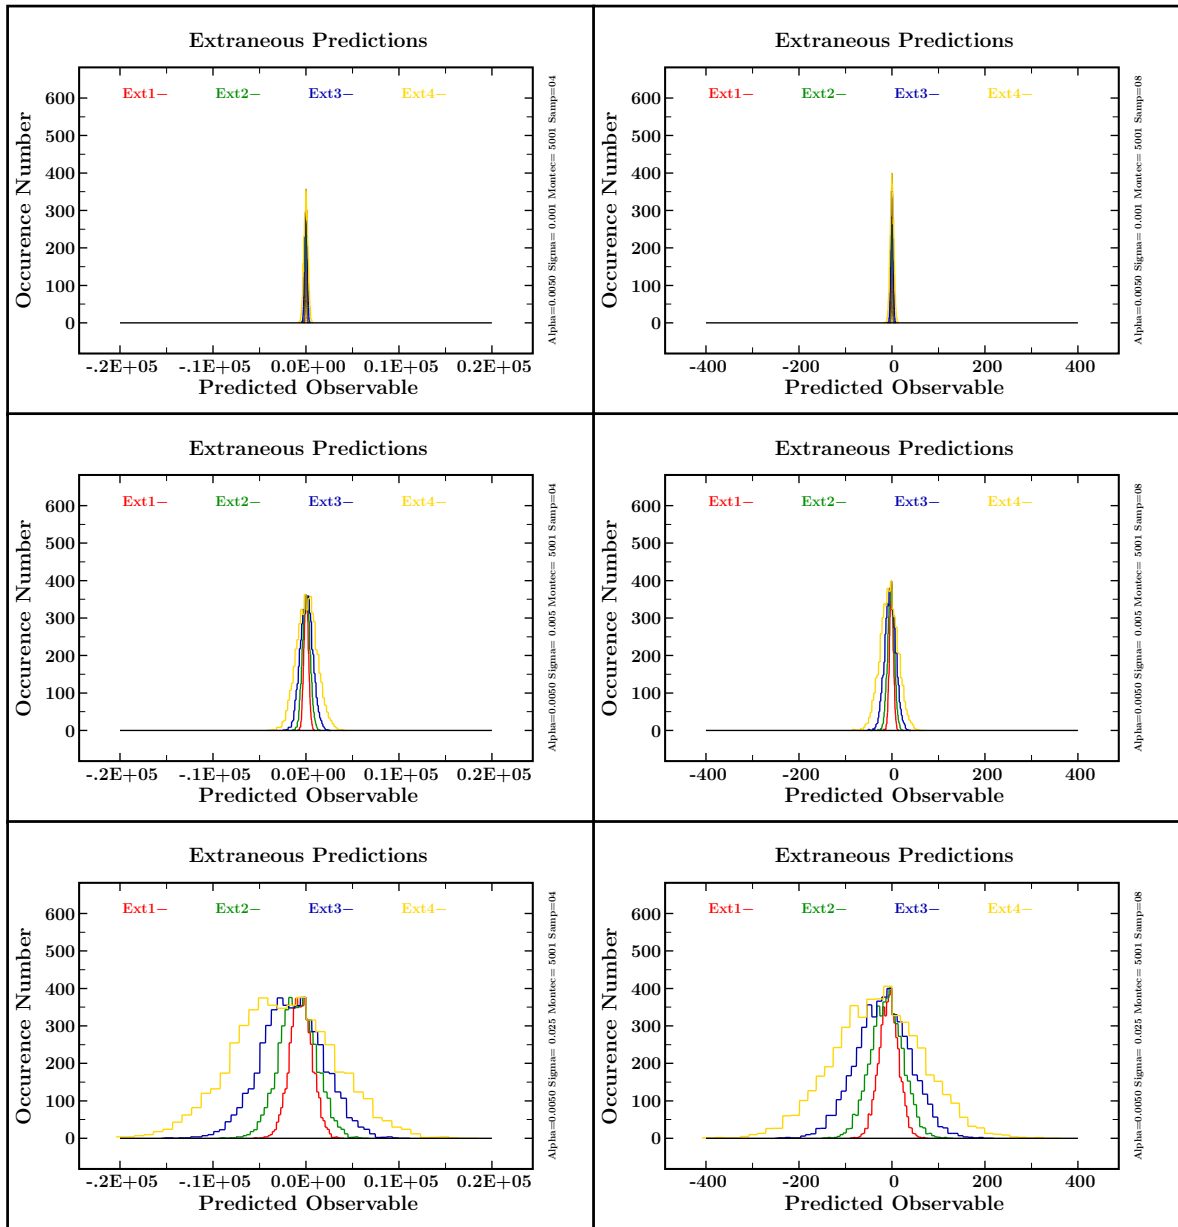 Extraneous Predictions
Ext1– Ext2– Ext3– Ext4–
600
500
400
300
200
100
0
Occurence Number
-.2E+05 -.1E+05 0.0E+00 0.1E+05 0.2E+05
Predicted Observable
Alpha=0.0050 Sigma= 0.001 Montec= 5001 Samp=04
Extraneous Predictions
Ext1– Ext2– Ext3– Ext4–
600
500
400
300
200
100
0
Occurence Number
-400 -200 0 200 400
Predicted Observable
Alpha=0.0050 Sigma= 0.001 Montec= 5001 Samp=08
Extraneous Predictions
Ext1– Ext2– Ext3– Ext4–
600
500
400
300
200
100
0
Occurence Number
-.2E+05 -.1E+05 0.0E+00 0.1E+05 0.2E+05
Predicted Observable
Alpha=0.0050 Sigma= 0.005 Montec= 5001 Samp=04
Extraneous Predictions
Ext1– Ext2– Ext3– Ext4–
600
500
400
300
200
100
0
Occurence Number
-400 -200 0 200 400
Predicted Observable
Alpha=0.0050 Sigma= 0.005 Montec= 5001 Samp=08
Extraneous Predictions
Ext1– Ext2– Ext3– Ext4–
600
500
400
300
200
100
0
Occurence Number
-.2E+05 -.1E+05 0.0E+00 0.1E+05 0.2E+05
Predicted Observable
Alpha=0.0050 Sigma= 0.025 Montec= 5001 Samp=04
Extraneous Predictions
Ext1– Ext2– Ext3– Ext4–
600
500
400
300
200
100
0
Occurence Number
-400 -200 0 200 400
Predicted Observable
Alpha=0.0050 Sigma= 0.025 Montec= 5001 Samp=08